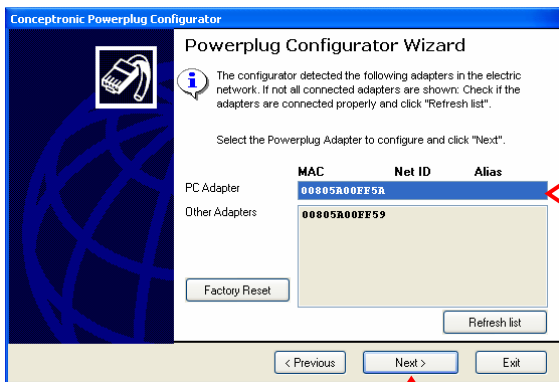 Conceptronic Powerplug Configurator
Powerplug Configurator Wizard
The configurator detected the following adapters in the electric
network. If not all connected adapters are shown: Check if the
adapters are connected properly and click "Refresh list".
Select the Powerplug Adapter to configure and click "Next".
MAC Net ID Alias
PC Adapter 00805A00FF5A
Other Adapters 00805A00FF59
Factory Reset
Refresh list
< Previous Next > Exit